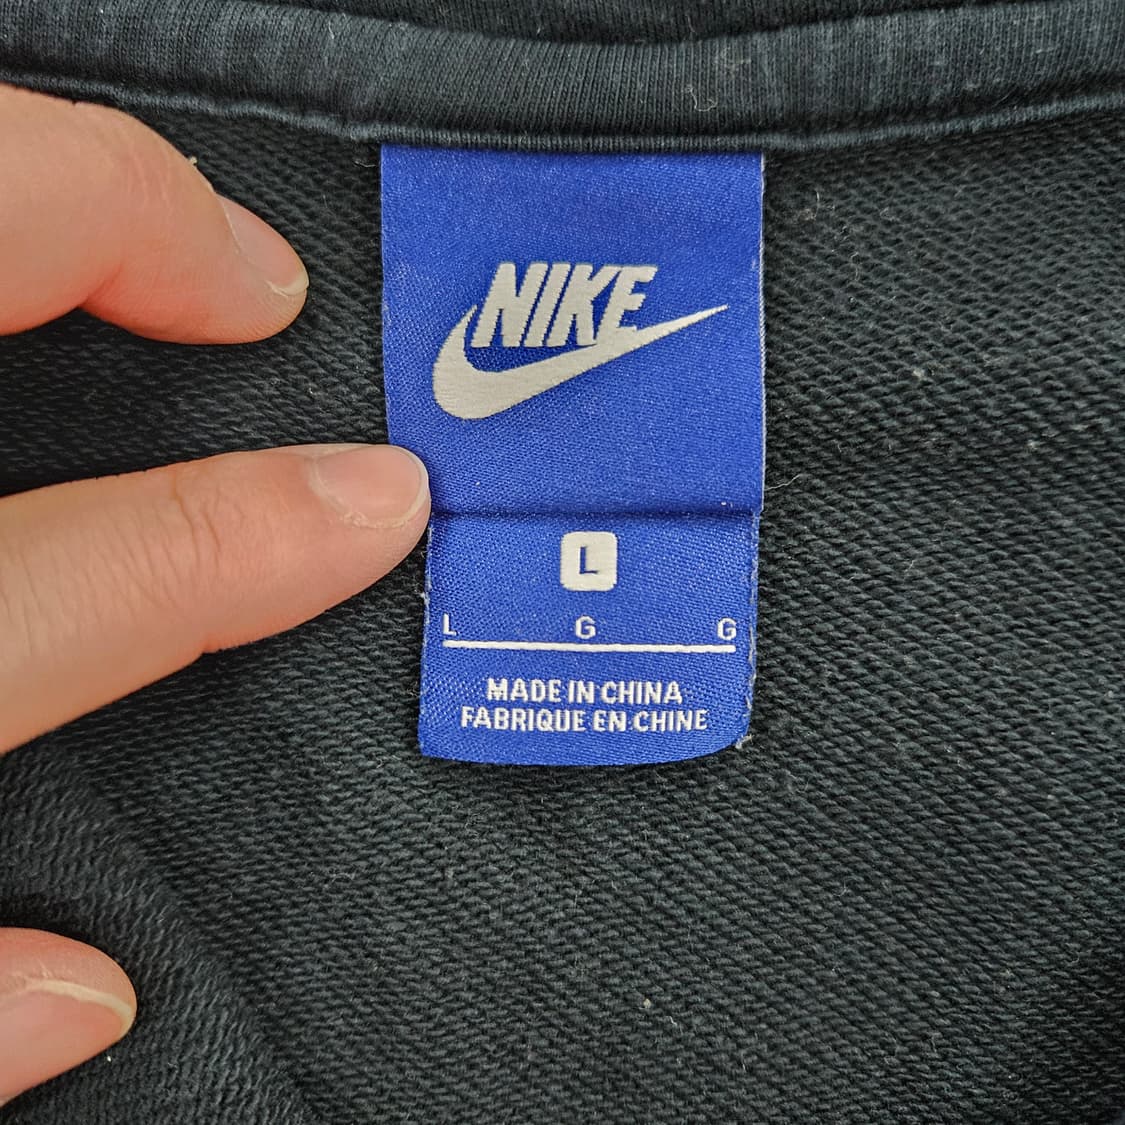 NIKE
L
L G G
MADE IN CHINA
FABRIQUE EN CHINE